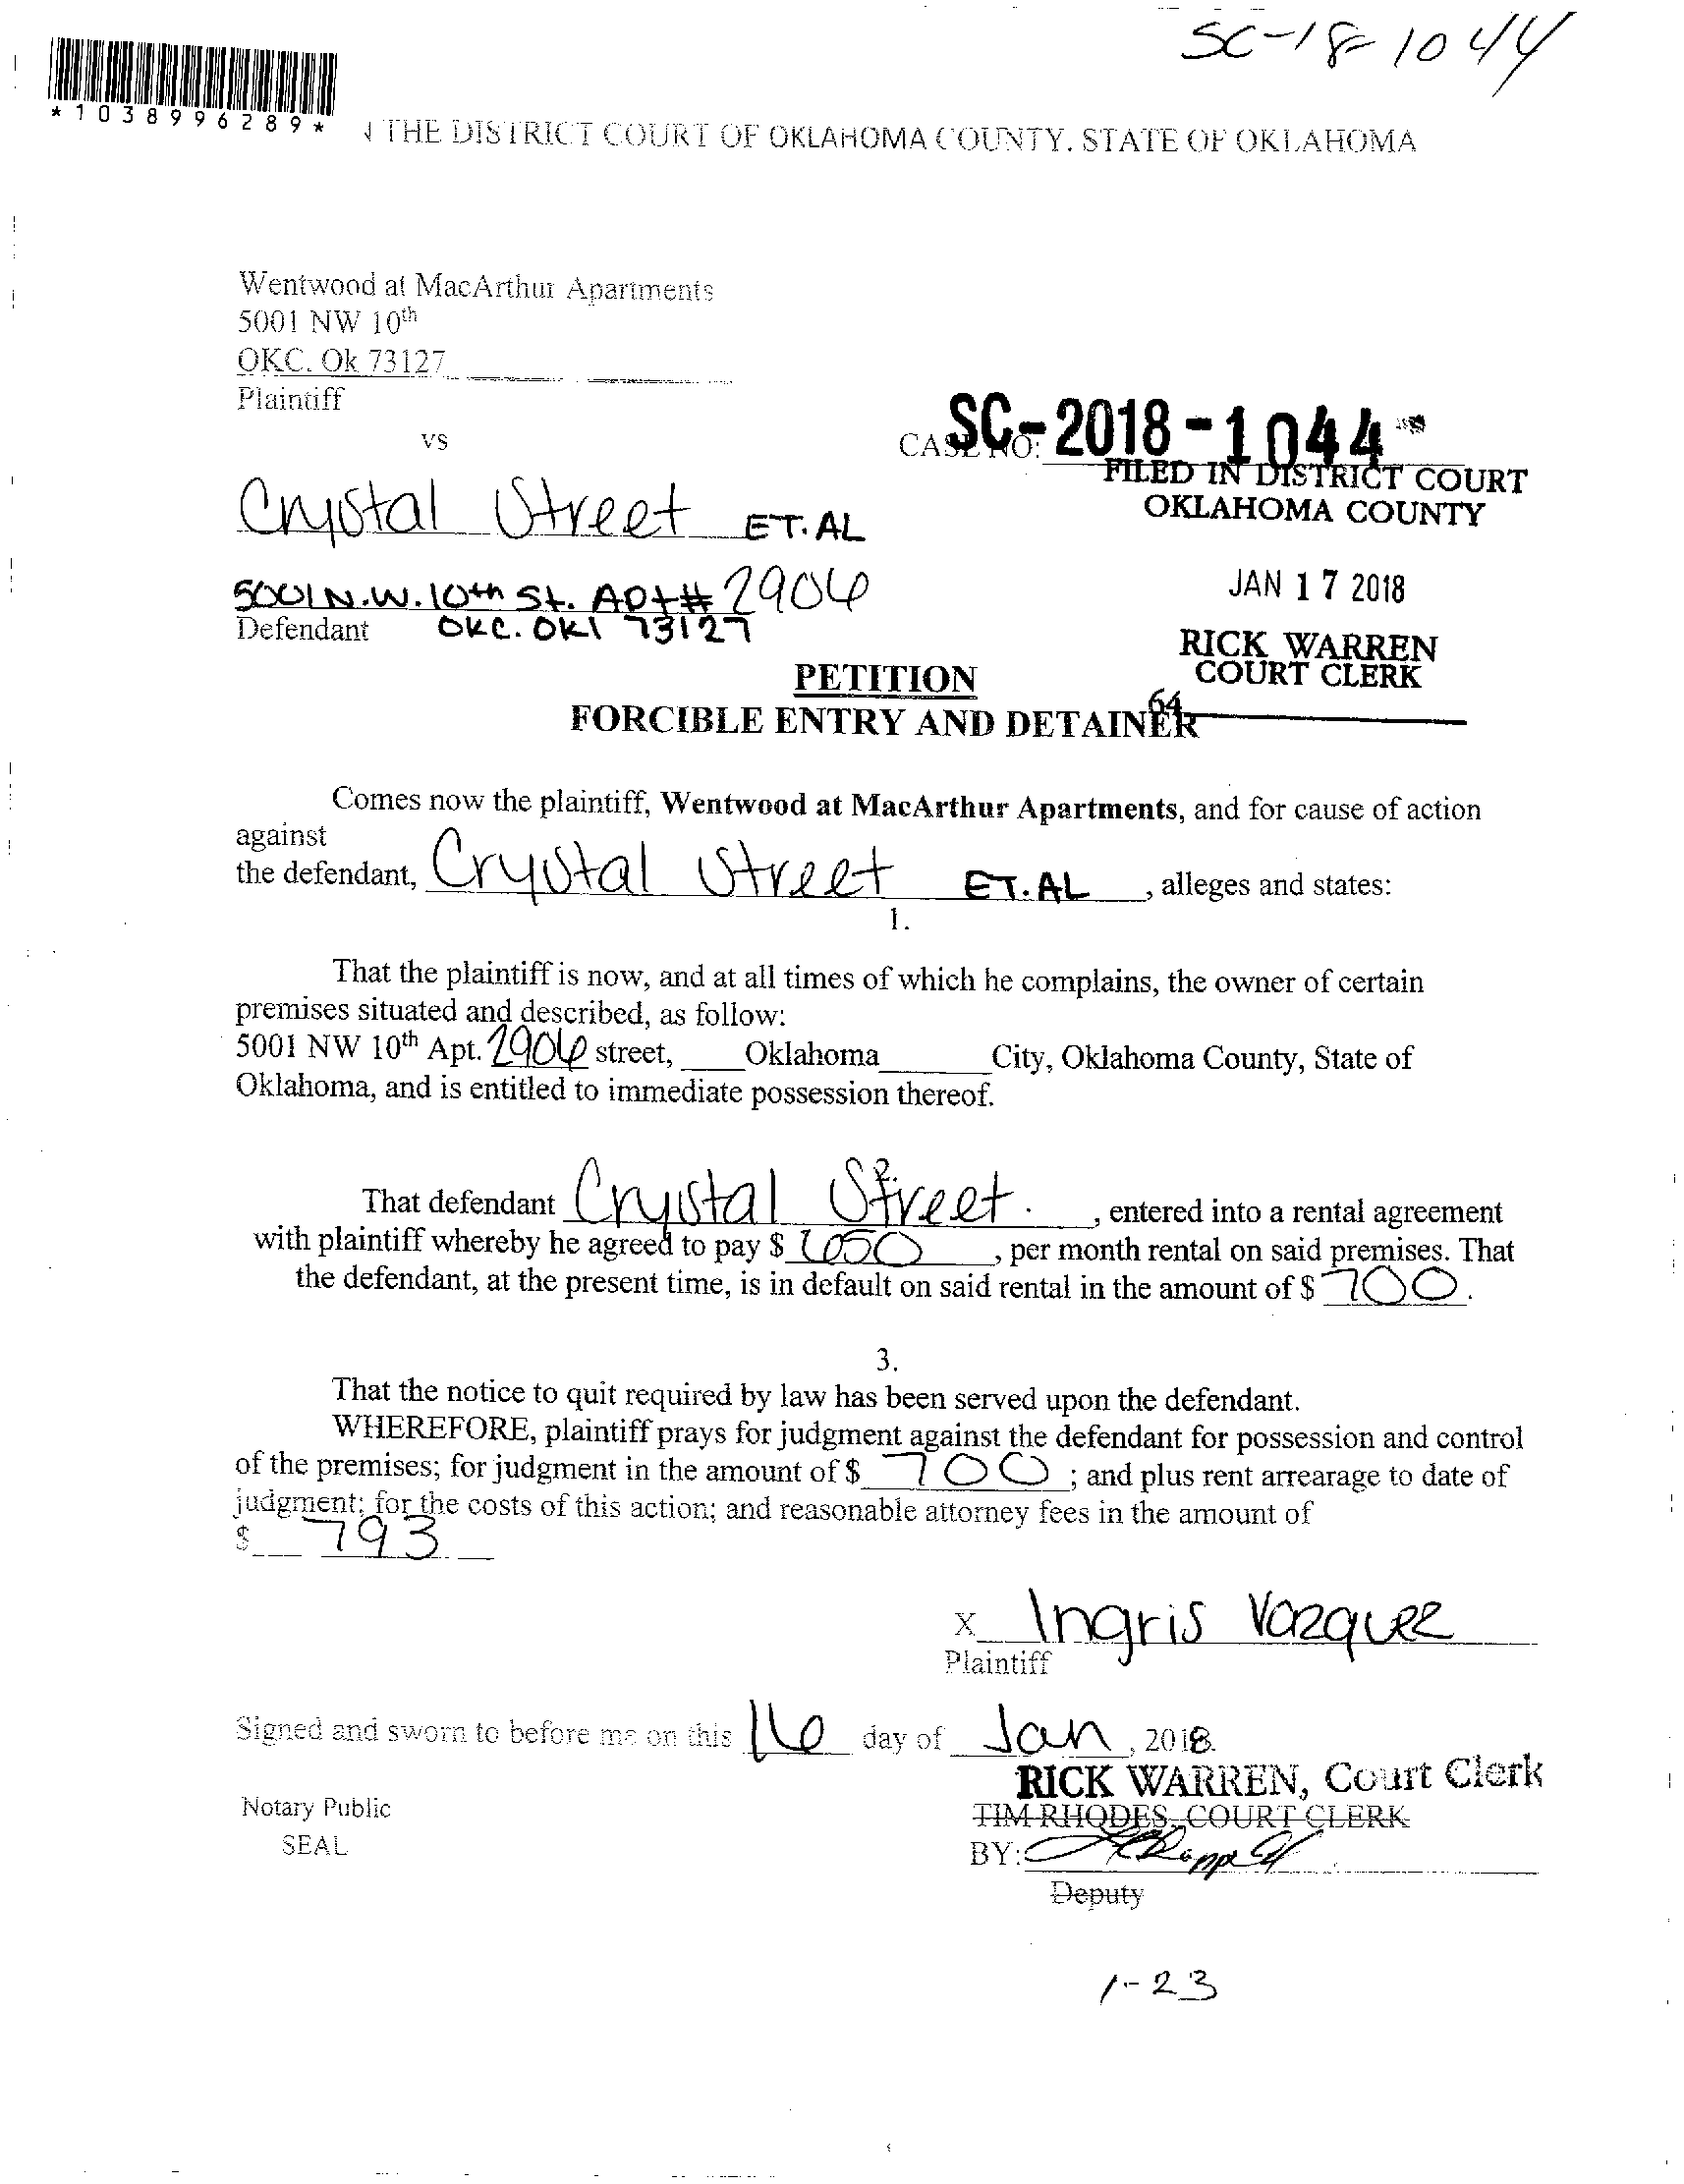 SC-18-1044
*1038996289*
N THE DISTRICT COURT OF OKLAHOMA COUNTY. STATE OF OKLAHOMA
Wentwood at MacArthur Apartments
5001 NW 10th
OKC. Ok 73127
Plaintiff
vs
CASE NO: SC-2018-1044
FILED IN DISTRICT COURT
OKLAHOMA COUNTY
Crystal Street ET.AL
JAN 17 2018
5001 N.W. 10th St. Apt# 2906
Defendant OKC. OKl 73127
RICK WARREN
COURT CLERK
64
PETITION
FORCIBLE ENTRY AND DETAINER
Comes now the plaintiff, Wentwood at MacArthur Apartments, and for cause of action
against
the defendant, Crystal Street ET.AL, alleges and states:
1.
That the plaintiff is now, and at all times of which he complains, the owner of certain
premises situated and described, as follow:
5001 NW 10th Apt. 2906 street, Oklahoma City, Oklahoma County, State of
Oklahoma, and is entitled to immediate possession thereof.
2.
That defendant Crystal Street, entered into a rental agreement
with plaintiff whereby he agreed to pay $ 650, per month rental on said premises. That
the defendant, at the present time, is in default on said rental in the amount of $ 700.
3.
That the notice to quit required by law has been served upon the defendant.
WHEREFORE, plaintiff prays for judgment against the defendant for possession and control
of the premises; for judgment in the amount of $ 700; and plus rent arrearage to date of
judgment; for the costs of this action; and reasonable attorney fees in the amount of
$ 793
X Ingris Vazquez
Plaintiff
Signed and sworn to before me on this 16 day of Jan, 2018.
RICK WARREN, Court Clerk
Notary Public
TIM RHODES, COURT CLERK
SEAL
BY:
Deputy
1-23